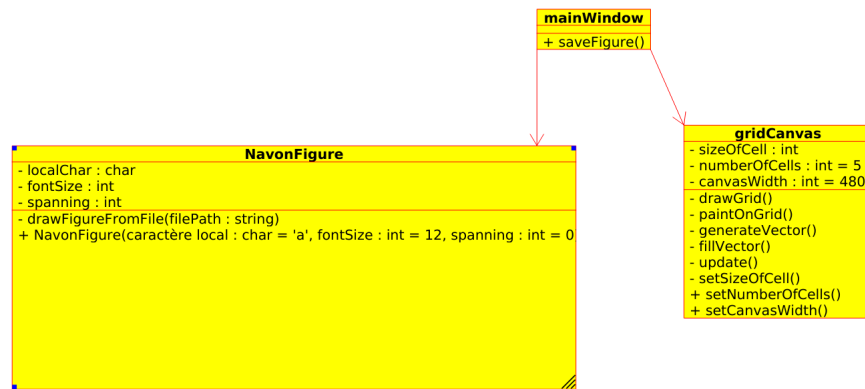 mainWindow
+ saveFigure()
NavonFigure
- localChar : char
- fontSize : int
- spanning : int
- drawFigureFromFile(filePath : string)
+ NavonFigure(caractère local : char = 'a', fontSize : int = 12, spanning : int = 0
gridCanvas
- sizeOfCell : int
- numberOfCells : int = 5
- canvasWidth : int = 480
- drawGrid()
- paintOnGrid()
- generateVector()
- fillVector()
- update()
- setSizeOfCell()
+ setNumberOfCells()
+ setCanvasWidth()